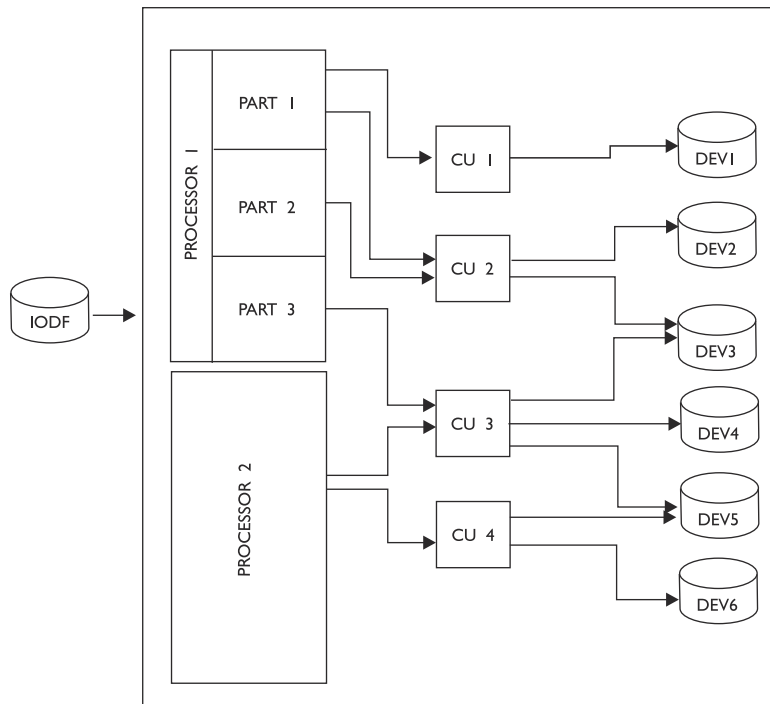 PROCESSOR 1
PART 1
PART 2
PART 3
PROCESSOR 2
IODF
CU 1
CU 2
CU 3
CU 4
DEV1
DEV2
DEV3
DEV4
DEV5
DEV6